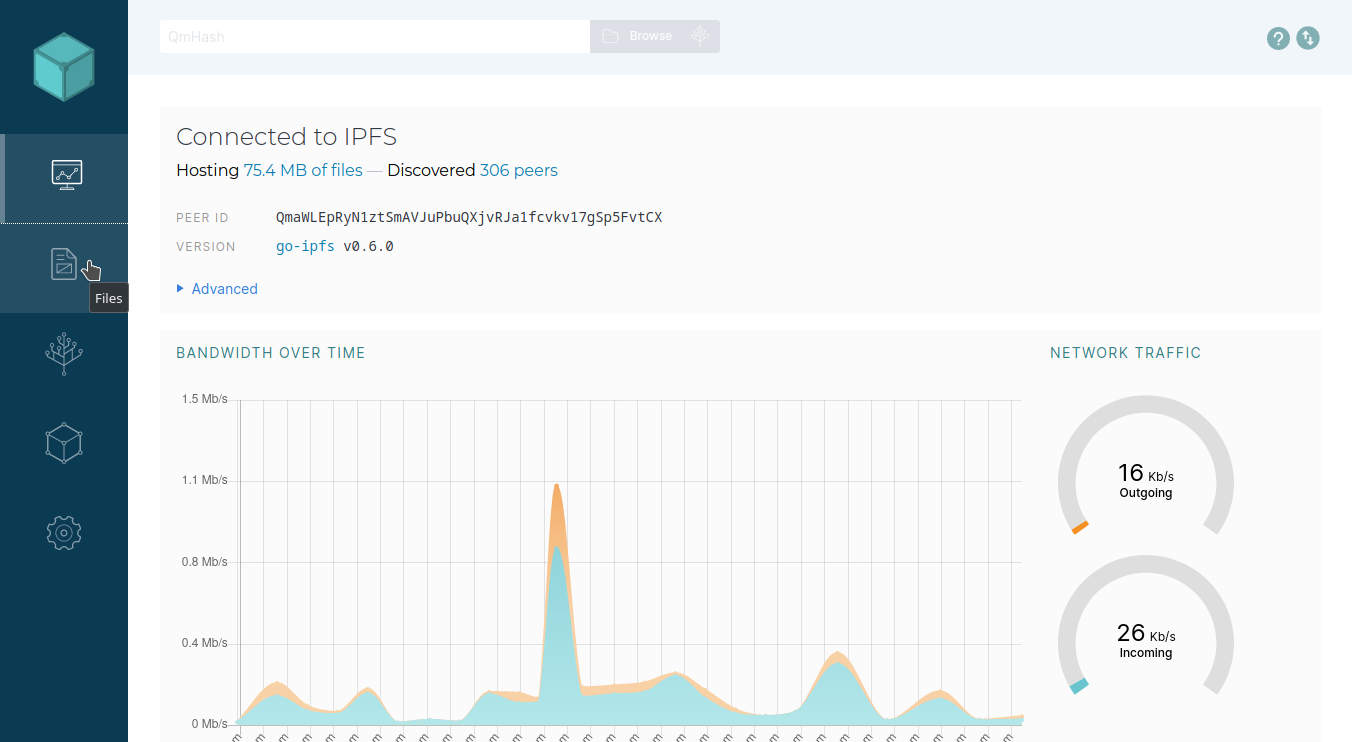 QmHash
Browse
Files
Connected to IPFS
Hosting 75.4 MB of files — Discovered 306 peers
PEER ID QmaWLEpRyN1ztSmAVJuPbuQXjvRJa1fcvkv17gSp5FvtCX
VERSION go-ipfs v0.6.0
Advanced
BANDWIDTH OVER TIME
1.5 Mb/s
1.1 Mb/s
0.8 Mb/s
0.4 Mb/s
0 Mb/s
NETWORK TRAFFIC
16 Kb/s
Outgoing
26 Kb/s
Incoming